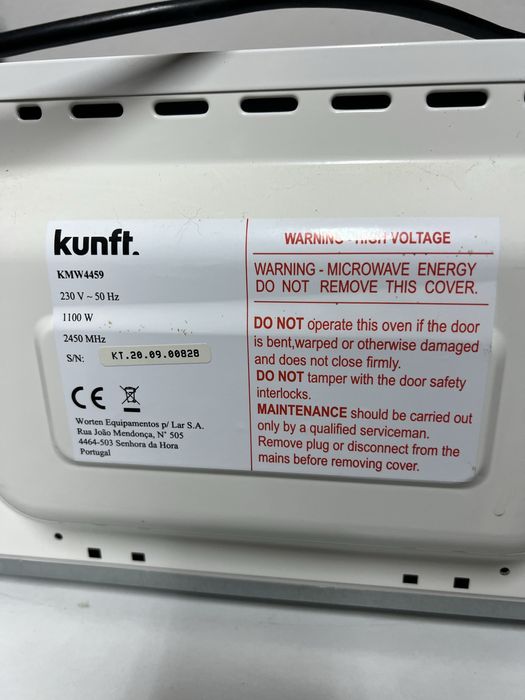 kunft.
KMW4459
230 V ~ 50 Hz
1100 W
2450 MHz
S/N: KT.20.09.00828
CE
Worten Equipamentos p/ Lar S.A.
Rua João Mendonça, N° 505
4464-503 Senhora da Hora
Portugal
WARNING - HIGH VOLTAGE
WARNING - MICROWAVE ENERGY
DO NOT REMOVE THIS COVER.
DO NOT operate this oven if the door
is bent,warped or otherwise damaged
and does not close firmly.
DO NOT tamper with the door safety
interlocks.
MAINTENANCE should be carried out
only by a qualified serviceman.
Remove plug or disconnect from the
mains before removing cover.